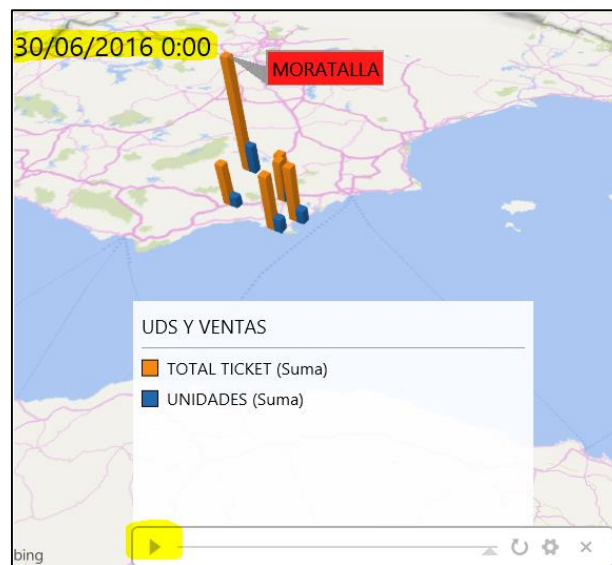 30/06/2016 0:00
MORATALLA
UDS Y VENTAS
TOTAL TICKET (Suma)
UNIDADES (Suma)
bing